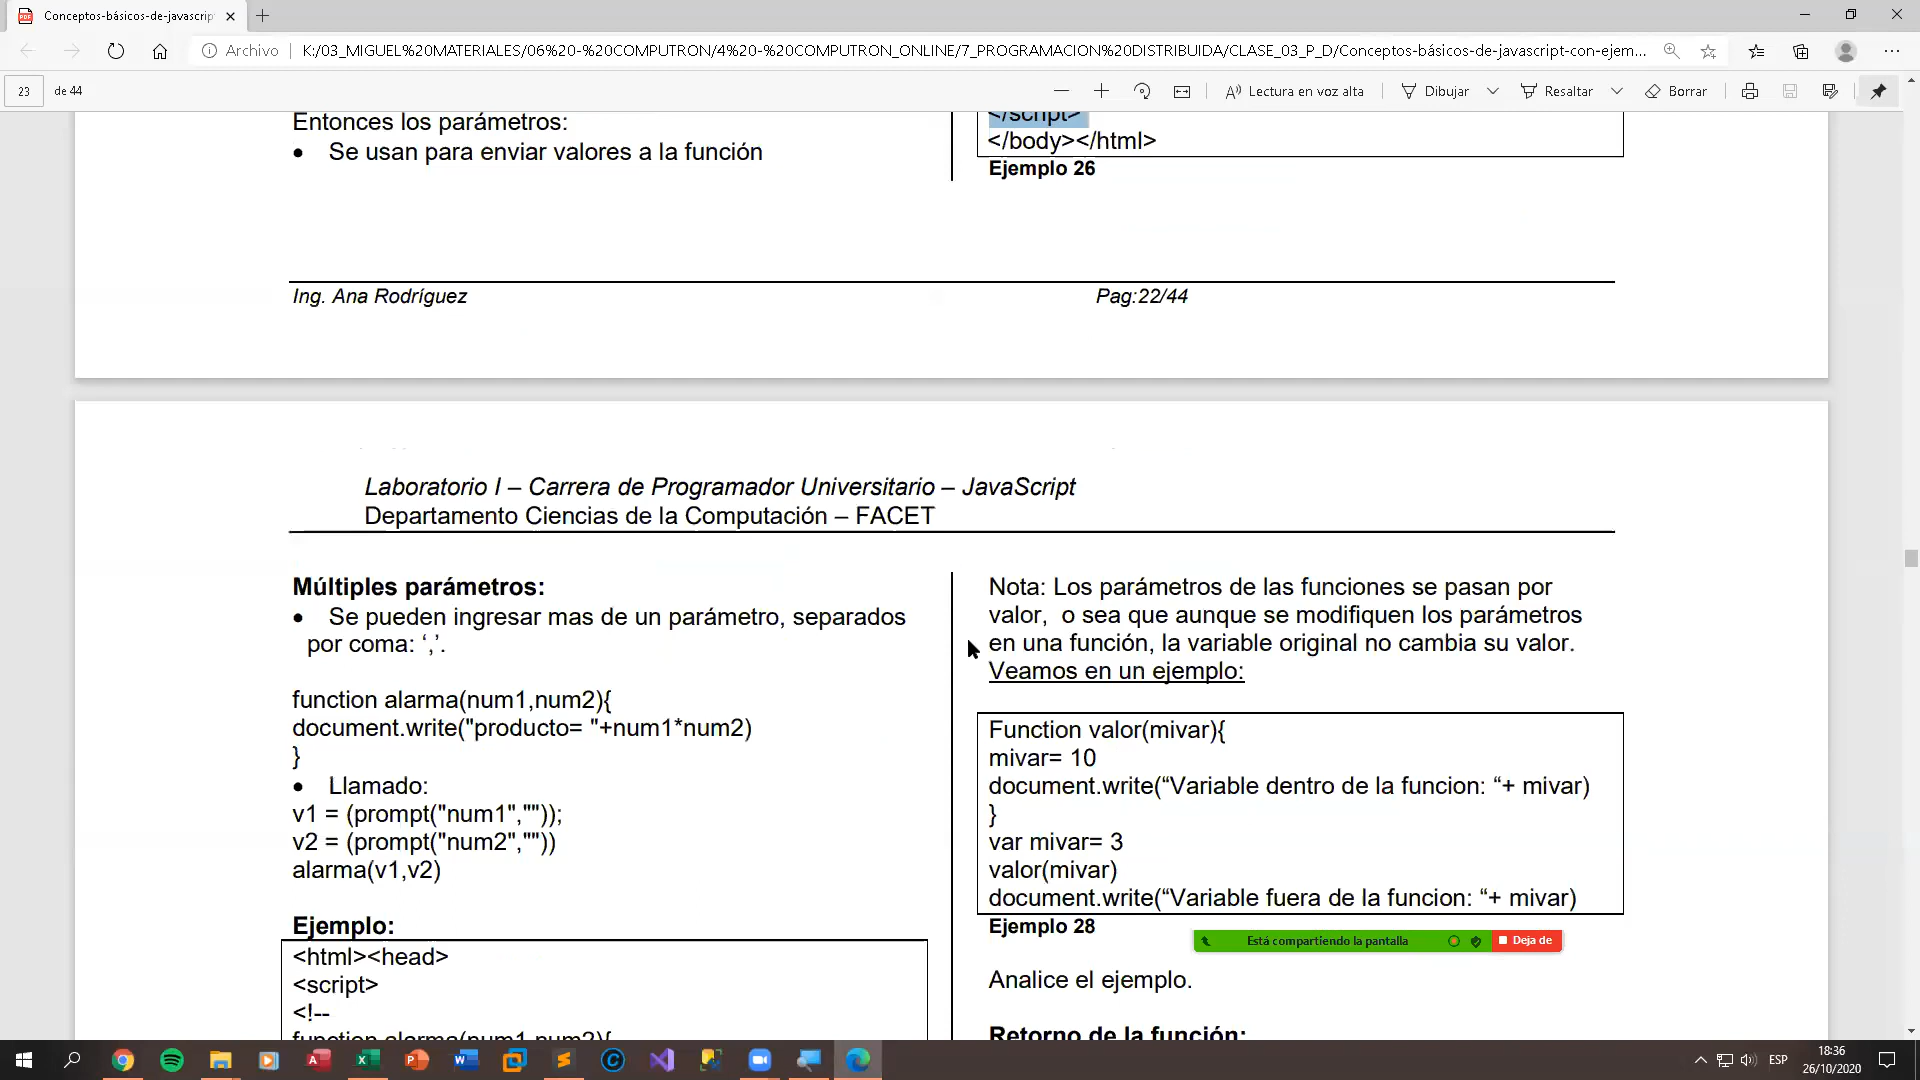 Conceptos-básicos-de-javascript
Archivo
K:/03_MIGUEL%20MATERIALES/06%20-%20COMPUTRON/4%20-%20COMPUTRON_ONLINE/7_PROGRAMACION%20DISTRIBUIDA/CLASE_03_P_D/Conceptos-básicos-de-javascript-con-ejem...
23
de 44
Lectura en voz alta
Dibujar
Resaltar
Borrar
Entonces los parámetros:
• Se usan para enviar valores a la función
</script>
</body></html>
Ejemplo 26
Ing. Ana Rodríguez
Pag:22/44
Laboratorio I – Carrera de Programador Universitario – JavaScript
Departamento Ciencias de la Computación – FACET
Múltiples parámetros:
• Se pueden ingresar mas de un parámetro, separados
por coma: ‘,’.
function alarma(num1,num2){
document.write("producto= "+num1*num2)
}
• Llamado:
v1 = (prompt("num1",""));
v2 = (prompt("num2",""))
alarma(v1,v2)
Ejemplo:
<html><head>
<script>
<!--
function alarma(num1,num2){
Nota: Los parámetros de las funciones se pasan por
valor, o sea que aunque se modifiquen los parámetros
en una función, la variable original no cambia su valor.
Veamos en un ejemplo:
Function valor(mivar){
mivar= 10
document.write(“Variable dentro de la funcion: “+ mivar)
}
var mivar= 3
valor(mivar)
document.write(“Variable fuera de la funcion: “+ mivar)
Ejemplo 28
Está compartiendo la pantalla
Deja de
Analice el ejemplo.
Retorno de la función:
ESP
18:36
26/10/2020